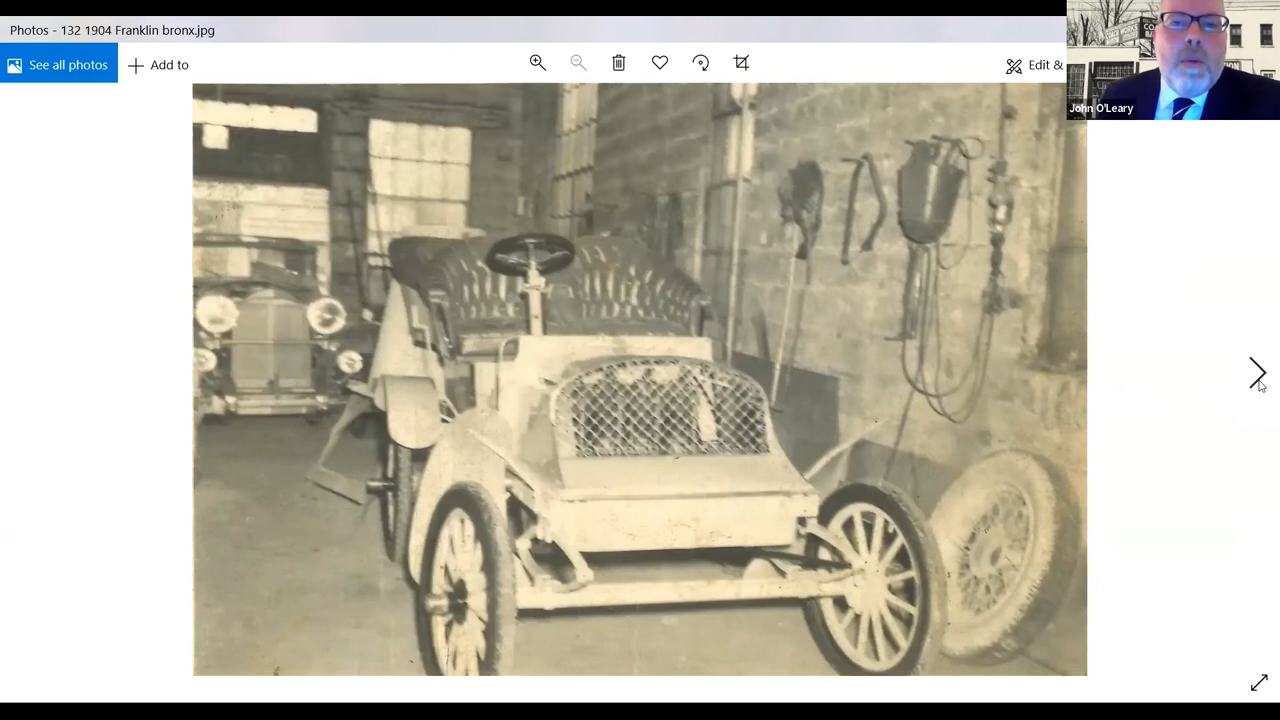 Photos - 132 1904 Franklin bronx.jpg
See all photos
Add to
Edit &
John O'Leary